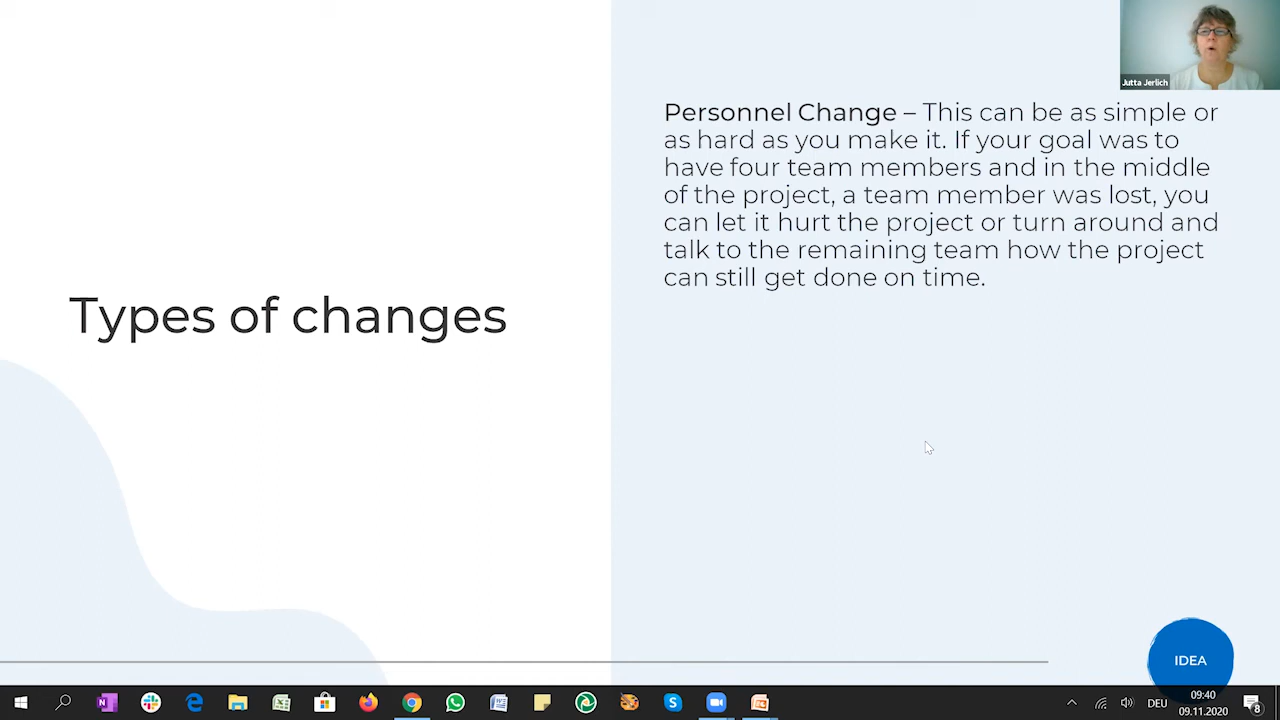 Jutta Jerlich
Personnel Change – This can be as simple or
as hard as you make it. If your goal was to
have four team members and in the middle
of the project, a team member was lost, you
can let it hurt the project or turn around and
talk to the remaining team how the project
can still get done on time.
Types of changes
IDEA
09:40
DEU
09.11.2020
8